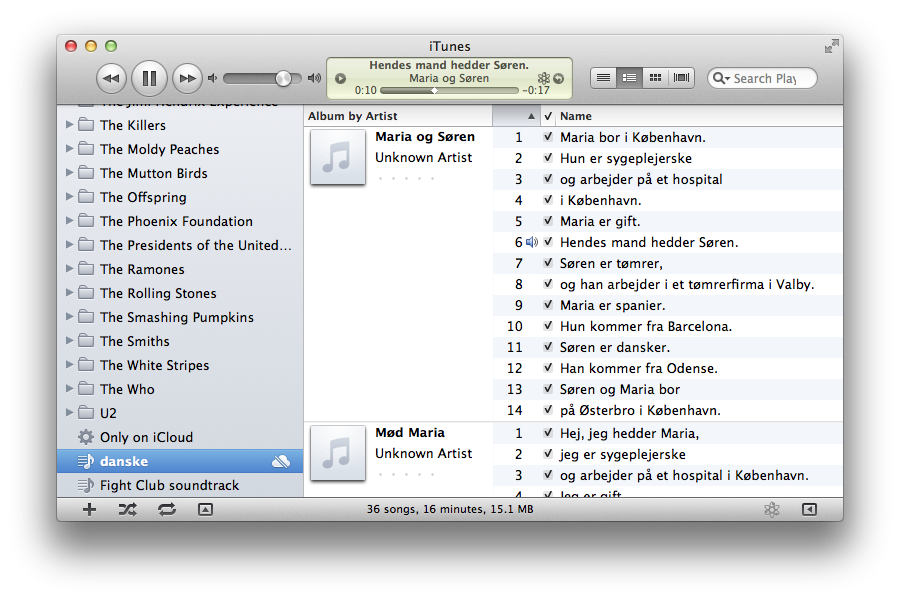 iTunes
Hendes mand hedder Søren.
Maria og Søren
0:10
-0:17
Search Play
The Jimi Hendrix Experience
The Killers
The Moldy Peaches
The Mutton Birds
The Offspring
The Phoenix Foundation
The Presidents of the United...
The Ramones
The Rolling Stones
The Smashing Pumpkins
The Smiths
The White Stripes
The Who
U2
Only on iCloud
danske
Fight Club soundtrack
Album by Artist
Name
Maria og Søren
Unknown Artist
1 Maria bor i København.
2 Hun er sygeplejerske
3 og arbejder på et hospital
4 i København.
5 Maria er gift.
6 Hendes mand hedder Søren.
7 Søren er tømrer,
8 og han arbejder i et tømrerfirma i Valby.
9 Maria er spanier.
10 Hun kommer fra Barcelona.
11 Søren er dansker.
12 Han kommer fra Odense.
13 Søren og Maria bor
14 på Østerbro i København.
Mød Maria
Unknown Artist
1 Hej, jeg hedder Maria,
2 jeg er sygeplejerske
3 og arbejder på et hospital i København.
4 Jeg er gift
36 songs, 16 minutes, 15.1 MB